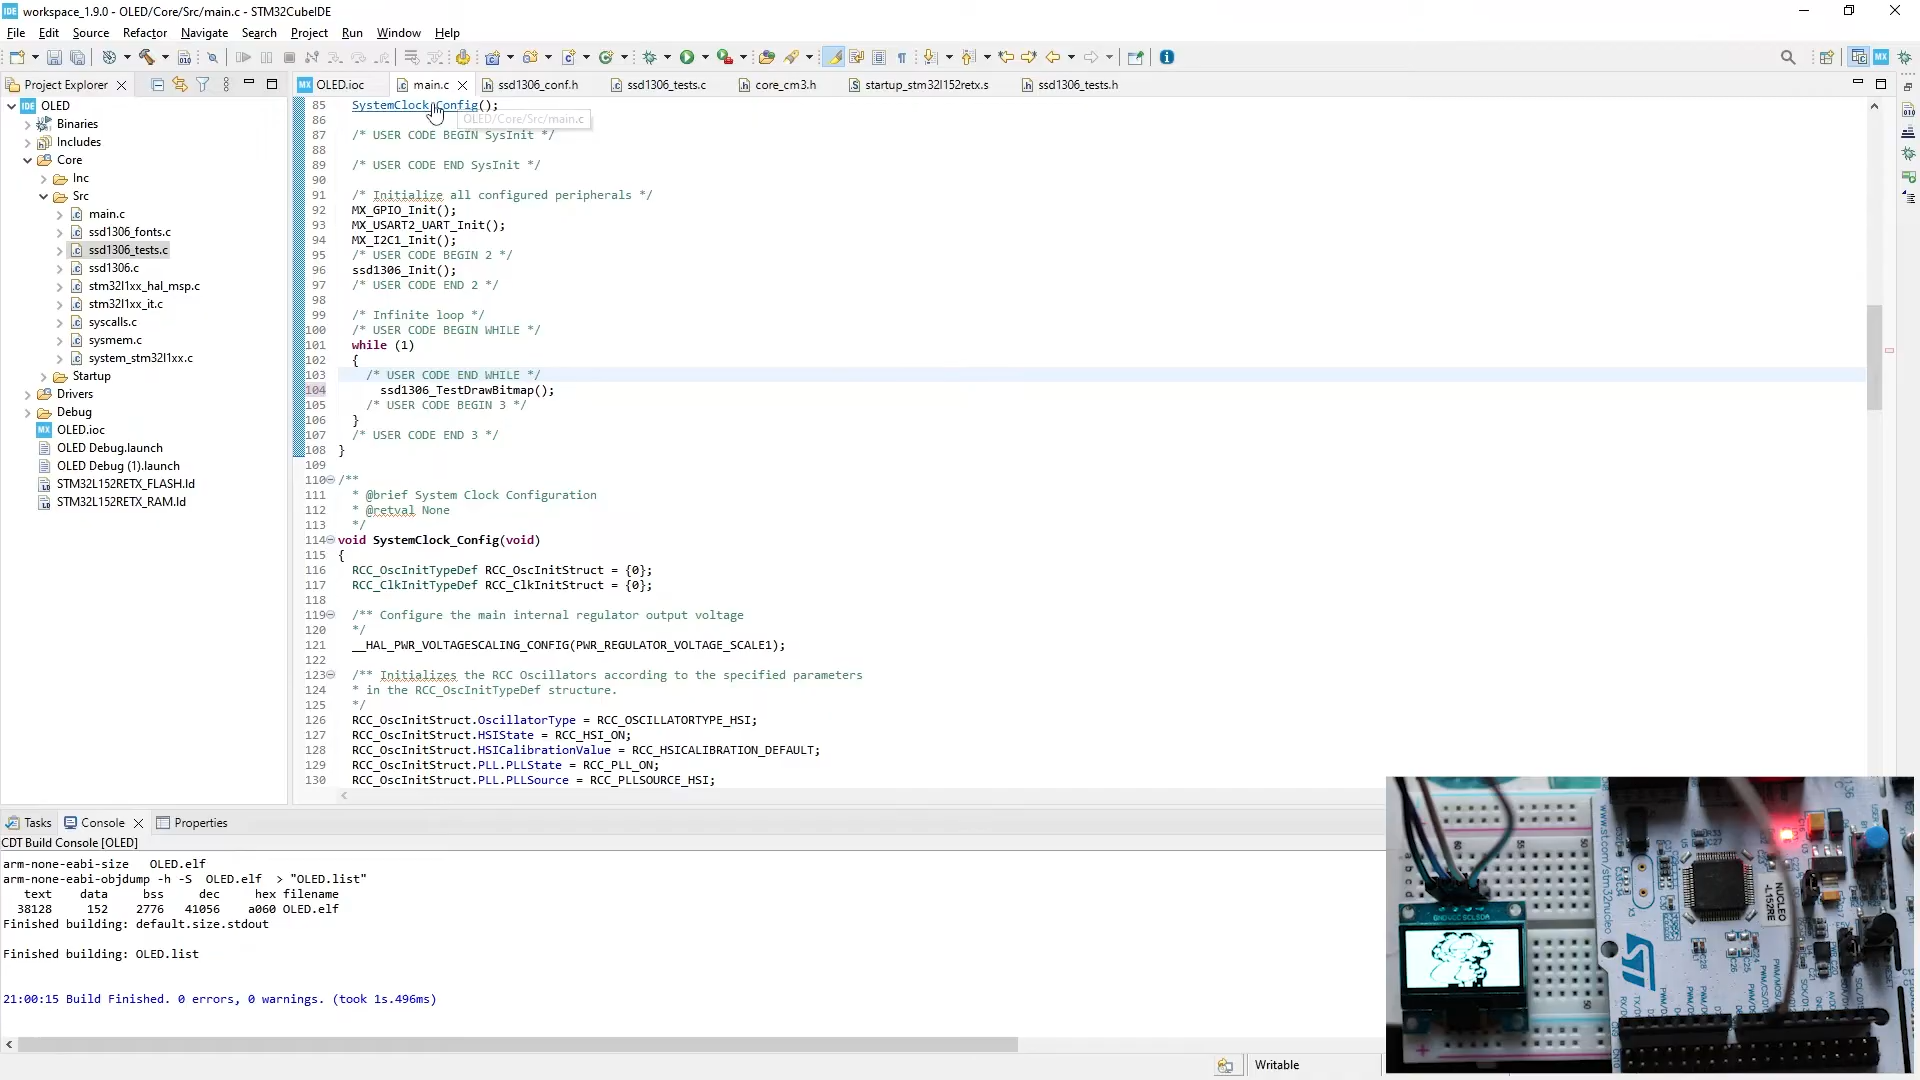 workspace_1.9.0 - OLED/Core/Src/main.c - STM32CubeIDE
File Edit Source Refactor Navigate Search Project Run Window Help
Project Explorer
OLED.ioc main.c ssd1306_conf.h ssd1306_tests.c core_cm3.h startup_stm32l152retx.s ssd1306_tests.h
OLED
Binaries
Includes
Core
Inc
Src
main.c
ssd1306_fonts.c
ssd1306_tests.c
ssd1306.c
stm32l1xx_hal_msp.c
stm32l1xx_it.c
syscalls.c
sysmem.c
system_stm32l1xx.c
Startup
Drivers
Debug
OLED.ioc
OLED Debug.launch
OLED Debug (1).launch
STM32L152RETX_FLASH.ld
STM32L152RETX_RAM.ld
85 SystemClock_Config();
OLED/Core/Src/main.c
86
87 /* USER CODE BEGIN SysInit */
88
89 /* USER CODE END SysInit */
90
91 /* Initialize all configured peripherals */
92 MX_GPIO_Init();
93 MX_USART2_UART_Init();
94 MX_I2C1_Init();
95 /* USER CODE BEGIN 2 */
96 ssd1306_Init();
97 /* USER CODE END 2 */
98
99 /* Infinite loop */
100 /* USER CODE BEGIN WHILE */
101 while (1)
102 {
103 /* USER CODE END WHILE */
104 ssd1306_TestDrawBitmap();
105 /* USER CODE BEGIN 3 */
106 }
107 /* USER CODE END 3 */
108 }
109
110 /**
111 * @brief System Clock Configuration
112 * @retval None
113 */
114 void SystemClock_Config(void)
115 {
116 RCC_OscInitTypeDef RCC_OscInitStruct = {0};
117 RCC_ClkInitTypeDef RCC_ClkInitStruct = {0};
118
119 /** Configure the main internal regulator output voltage
120 */
121 __HAL_PWR_VOLTAGESCALING_CONFIG(PWR_REGULATOR_VOLTAGE_SCALE1);
122
123 /** Initializes the RCC Oscillators according to the specified parameters
124 * in the RCC_OscInitTypeDef structure.
125 */
126 RCC_OscInitStruct.OscillatorType = RCC_OSCILLATORTYPE_HSI;
127 RCC_OscInitStruct.HSIState = RCC_HSI_ON;
128 RCC_OscInitStruct.HSICalibrationValue = RCC_HSICALIBRATION_DEFAULT;
129 RCC_OscInitStruct.PLL.PLLState = RCC_PLL_ON;
130 RCC_OscInitStruct.PLL.PLLSource = RCC_PLLSOURCE_HSI;
Tasks Console Properties
CDT Build Console [OLED]
arm-none-eabi-size OLED.elf
arm-none-eabi-objdump -h -S OLED.elf > "OLED.list"
text data bss dec hex filename
38128 152 2776 41056 a060 OLED.elf
Finished building: default.size.stdout
Finished building: OLED.list
21:00:15 Build Finished. 0 errors, 0 warnings. (took 1s.496ms)
Writable
www.st.com/stm32nucleo
NUCLEO
-L152RE
ST
GND VCC SCL SDA